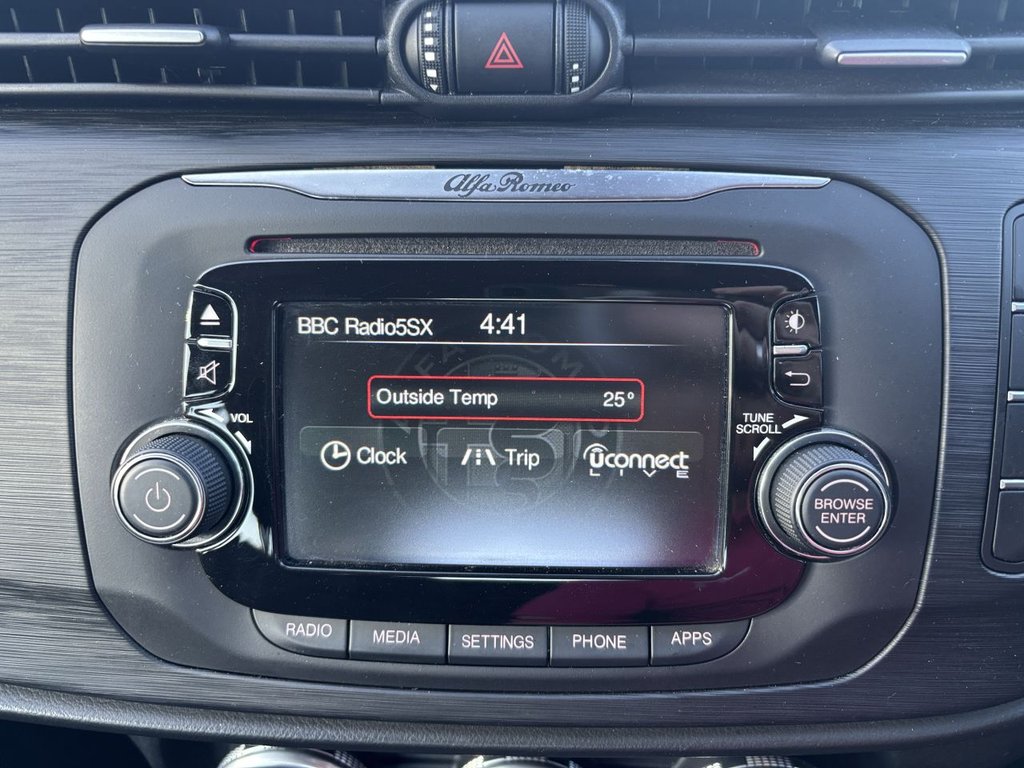 Alfa Romeo
BBC Radio5SX 4:41
Outside Temp 25°
Clock Trip Uconnect
LIVE
VOL
TUNE
SCROLL
BROWSE
ENTER
RADIO MEDIA SETTINGS PHONE APPS